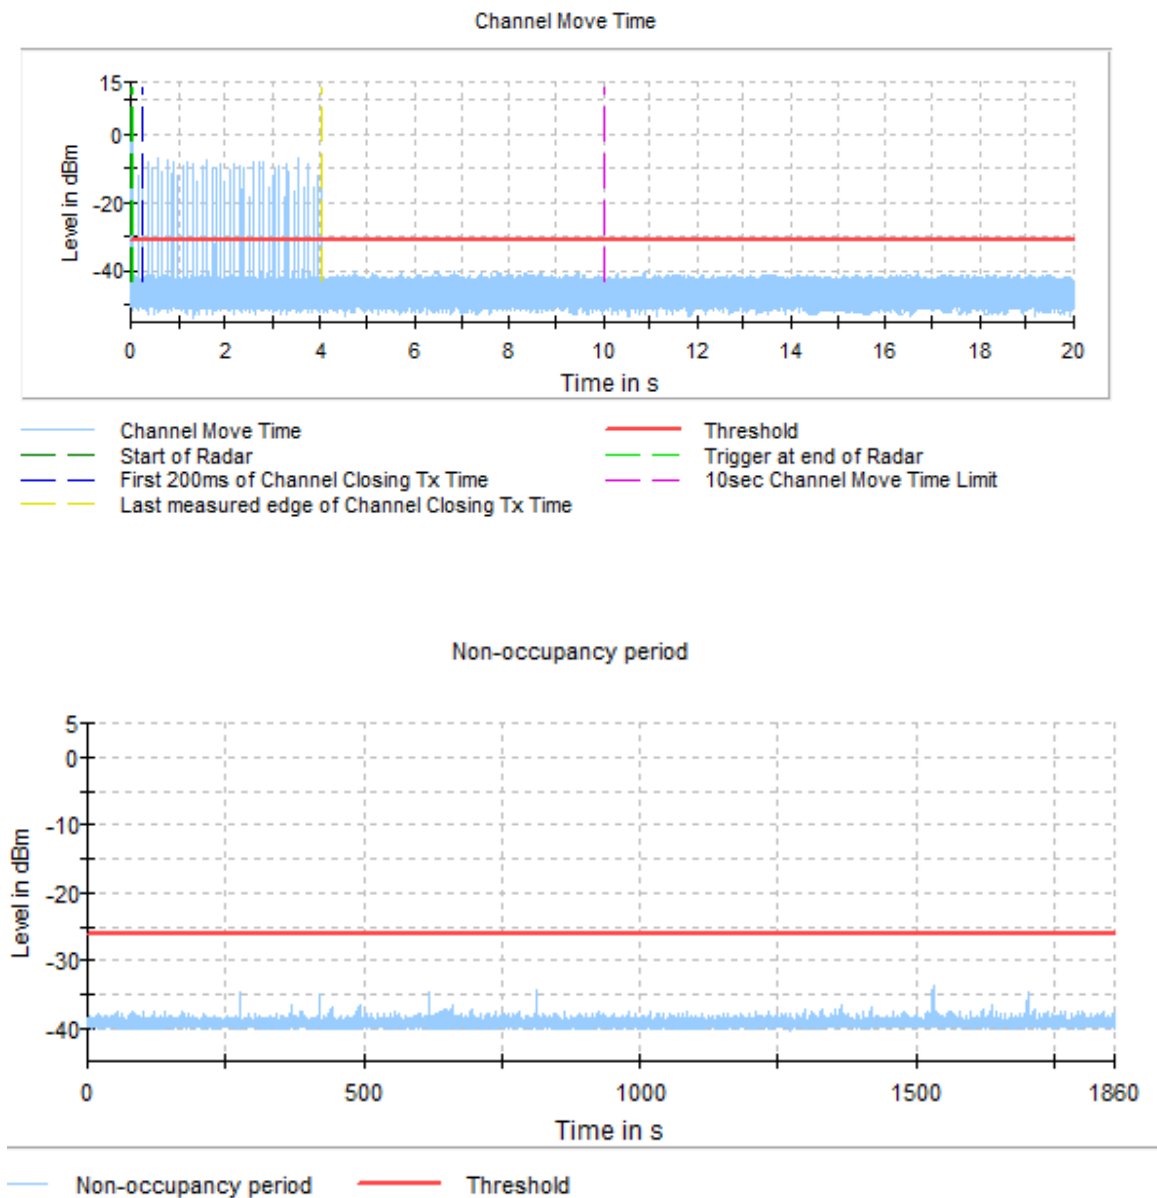 Channel Move Time
15
0
-20
-40
Level in dBm
0 2 4 6 8 10 12 14 16 18 20
Time in s
Channel Move Time Threshold
Start of Radar Trigger at end of Radar
First 200ms of Channel Closing Tx Time 10sec Channel Move Time Limit
Last measured edge of Channel Closing Tx Time
Non-occupancy period
5
0
-10
-20
-30
-40
Level in dBm
0 500 1000 1500 1860
Time in s
Non-occupancy period Threshold